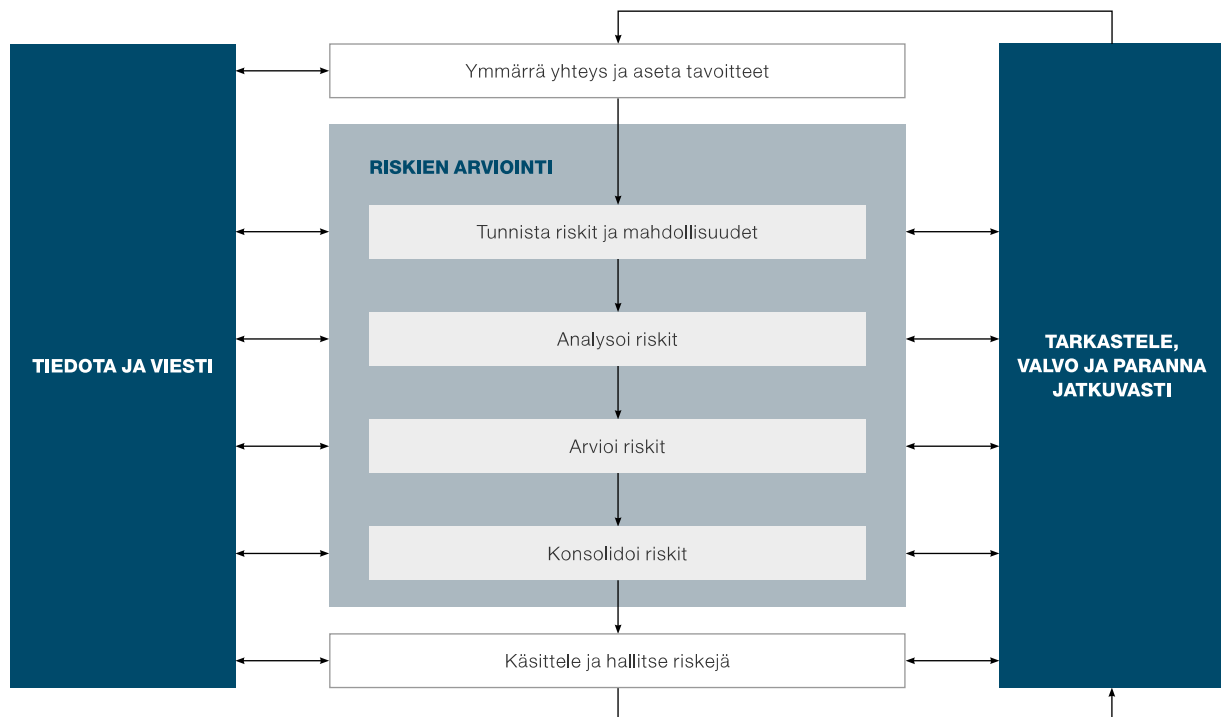 Ymmärrä yhteys ja aseta tavoitteet
RISKIEN ARVIOINTI
Tunnista riskit ja mahdollisuudet
Analysoi riskit
Arvioi riskit
Konsolidoi riskit
Käsittele ja hallitse riskejä
TIEDOTA JA VIESTI
TARKASTELE,
VALVO JA PARANNA
JATKUVASTI